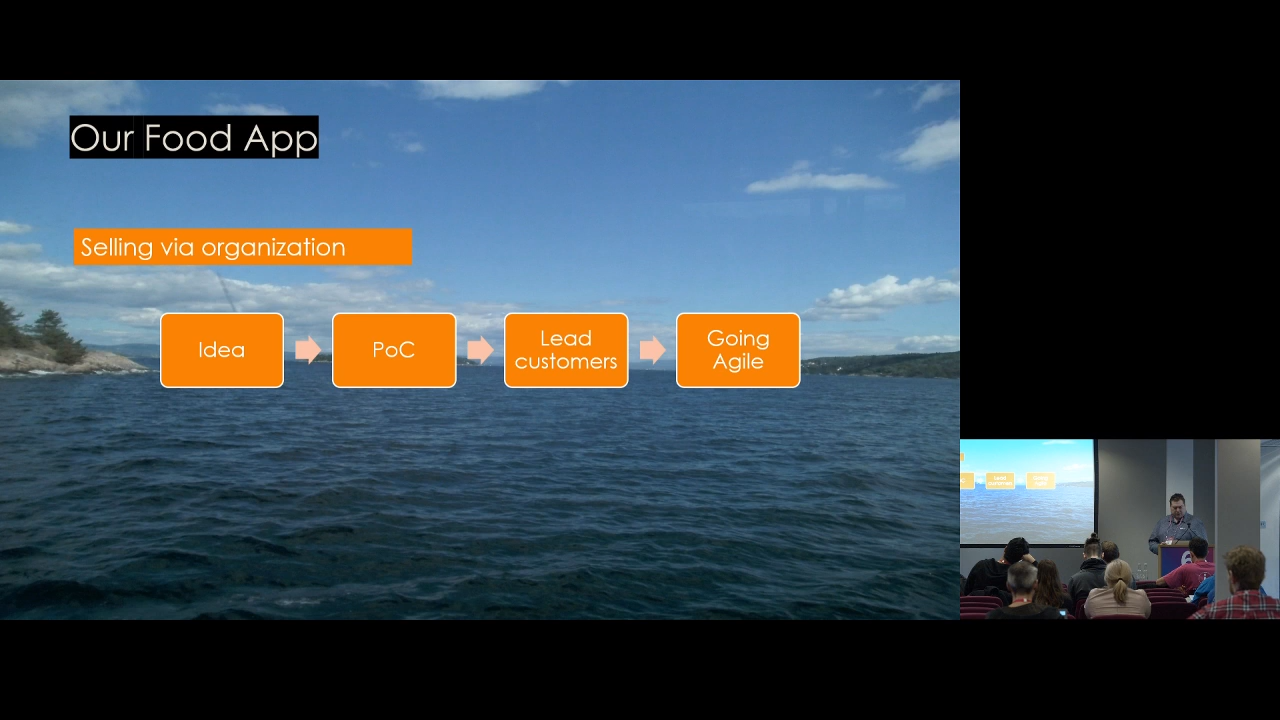 Our Food App
Selling via organization
Idea
PoC
Lead
customers
Going
Agile